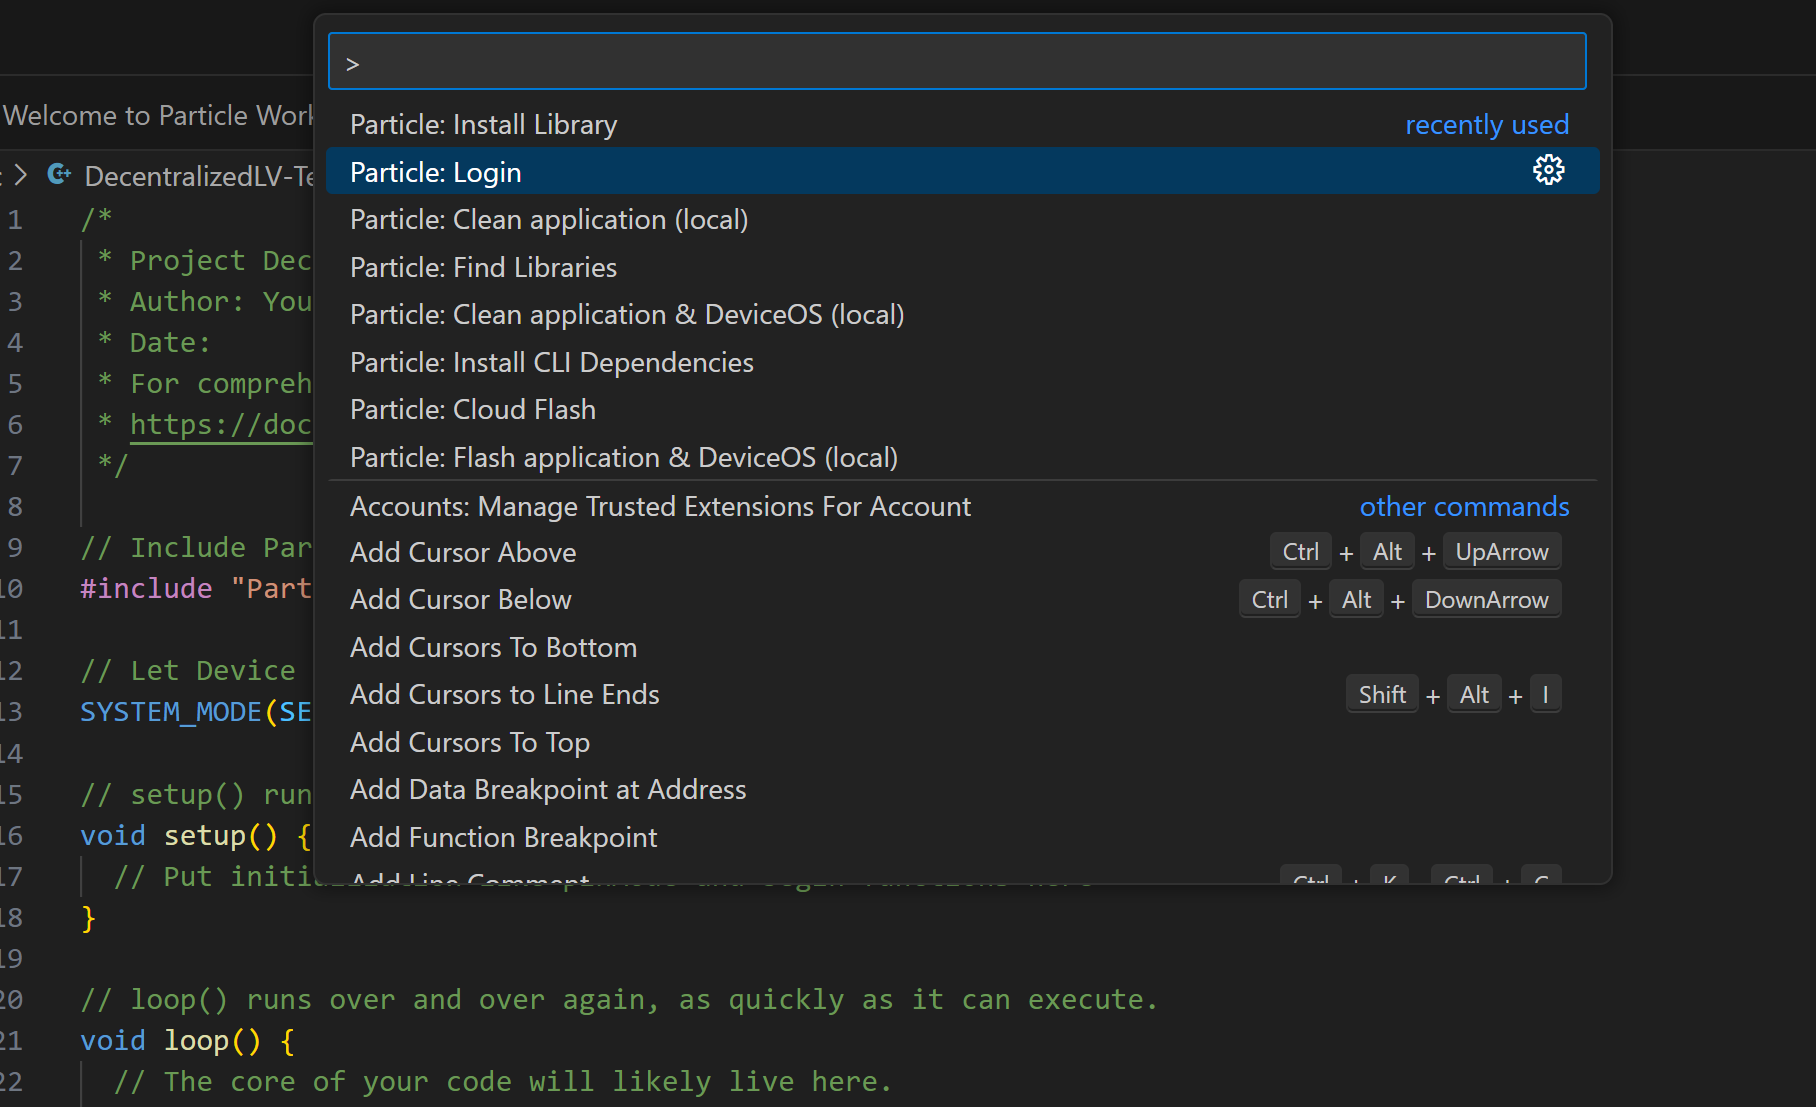 >
Welcome to Particle Work
Particle: Install Library recently used
Particle: Login
Particle: Clean application (local)
Particle: Find Libraries
Particle: Clean application & DeviceOS (local)
Particle: Install CLI Dependencies
Particle: Cloud Flash
Particle: Flash application & DeviceOS (local)
Accounts: Manage Trusted Extensions For Account other commands
Add Cursor Above Ctrl + Alt + UpArrow
Add Cursor Below Ctrl + Alt + DownArrow
Add Cursors To Bottom
Add Cursors to Line Ends Shift + Alt + I
Add Cursors To Top
Add Data Breakpoint at Address
Add Function Breakpoint
Add Line Comment Ctrl + K Ctrl + C
> C++ DecentralizedLV-Te
1 /*
2 * Project Dec
3 * Author: You
4 * Date:
5 * For compreh
6 * https://doc
7 */
8
9 // Include Par
10 #include "Part
11
12 // Let Device
13 SYSTEM_MODE(SE
14
15 // setup() run
16 void setup() {
17 // Put initi
18 }
19
20 // loop() runs over and over again, as quickly as it can execute.
21 void loop() {
22 // The core of your code will likely live here.